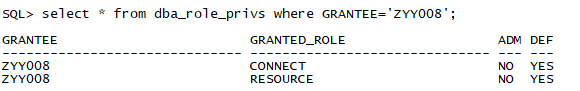 SQL> select * from dba_role_privs where GRANTEE='ZYY008';
GRANTEE                        GRANTED_ROLE                   ADM DEF
------------------------------ ------------------------------ --- ---
ZYY008                         CONNECT                        NO  YES
ZYY008                         RESOURCE                       NO  YES